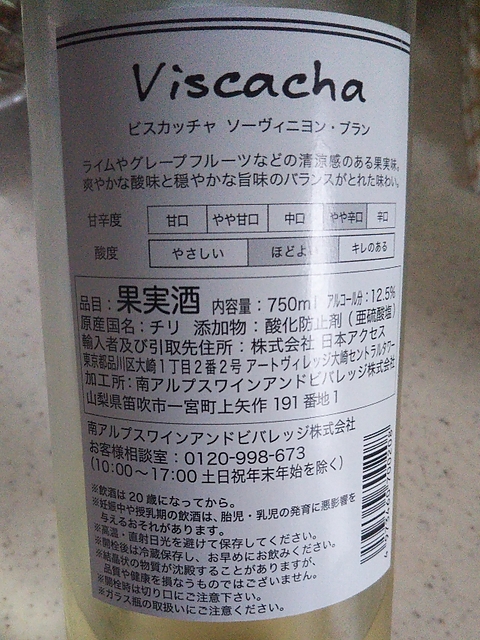 Viscacha
ビスカッチャ ソーヴィニヨン・ブラン
ライムやグレープフルーツなどの清涼感のある果実味。
爽やかな酸味と穏やかな旨味のバランスがとれた味わい。
甘辛度 甘口 やや甘口 中口 やや辛口 辛口
酸度 やさしい ほどよい キレのある
品目：果実酒 内容量：750ml アルコール分：12.5%
原産国名：チリ 添加物：酸化防止剤（亜硫酸塩）
輸入者及び引取先住所：株式会社 日本アクセス
東京都品川区大崎1丁目2番2号 アートヴィレッジ大崎セントラルタワー
加工所：南アルプスワインアンドビバレッジ株式会社
山梨県笛吹市一宮町上矢作 191番地1
南アルプスワインアンドビバレッジ株式会社
お客様相談室：0120-998-673
(10:00〜17:00 土日祝年末年始を除く)
※飲酒は20歳になってから。
※妊娠中や授乳期の飲酒は、胎児・乳児の発育に悪影響を
与えるおそれがあります。
※高温・直射日光を避けて保存してください。
※開栓後は冷蔵保存し、お早めにお飲みください。
※結晶状の物質が沈殿することがありますが、
品質や健康を損なうものではございません。
※開栓時は切り口にご注意下さい。
※ガラス瓶の取扱いにご注意ください。